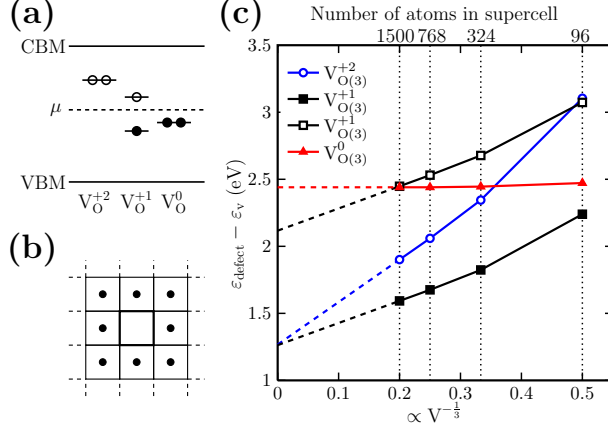 (a)
CBM
μ
VBM
V_O^{+2} V_O^{+1} V_O^0
(b)
(c)
Number of atoms in supercell
1500 768 324 96
3.5
3
2.5
2
1.5
1
V_{O(3)}^{+2}
V_{O(3)}^{+1}
V_{O(3)}^{+1}
V_{O(3)}^0
ε_defect − ε_v (eV)
0 0.1 0.2 0.3 0.4 0.5
∝ V^{-1/3}